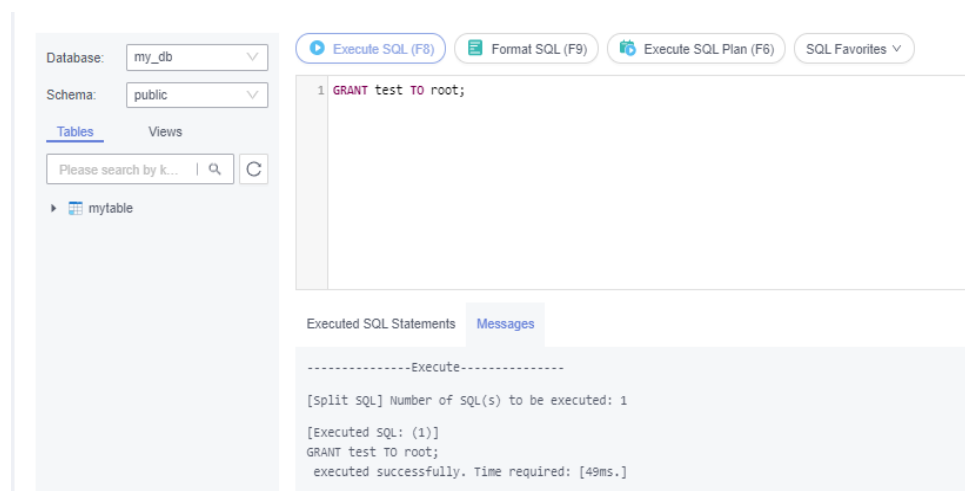 Database: my_db
Schema: public
Tables Views
Please search by k...
mytable
Execute SQL (F8) Format SQL (F9) Execute SQL Plan (F6) SQL Favorites
1 GRANT test TO root;
Executed SQL Statements Messages
---------------Execute---------------
[Split SQL] Number of SQL(s) to be executed: 1
[Executed SQL: (1)]
GRANT test TO root;
executed successfully. Time required: [49ms.]